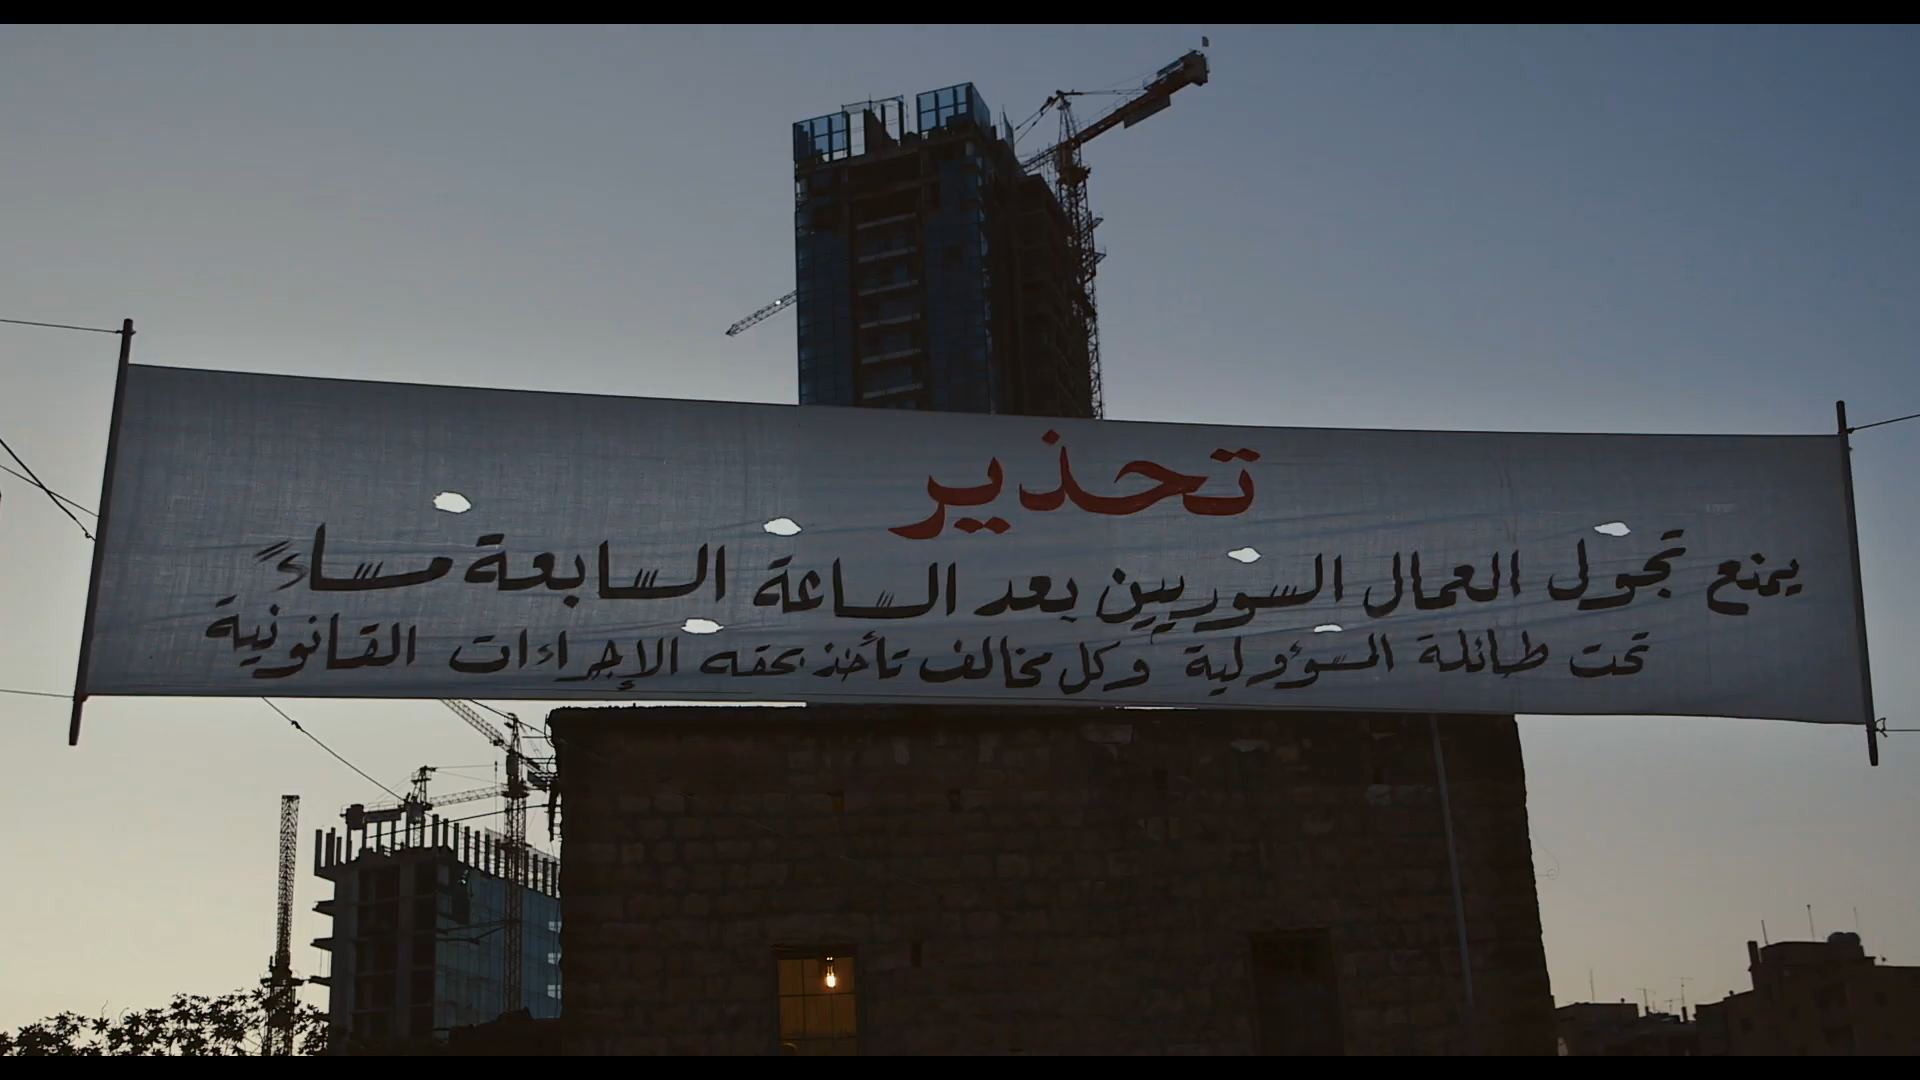 تحذير
يمنع تجول العمال السوريين بعد الساعة السابعة مساءً
تحت طائلة المسؤولية وكل مخالف تأخذ بحقه الإجراءات القانونية